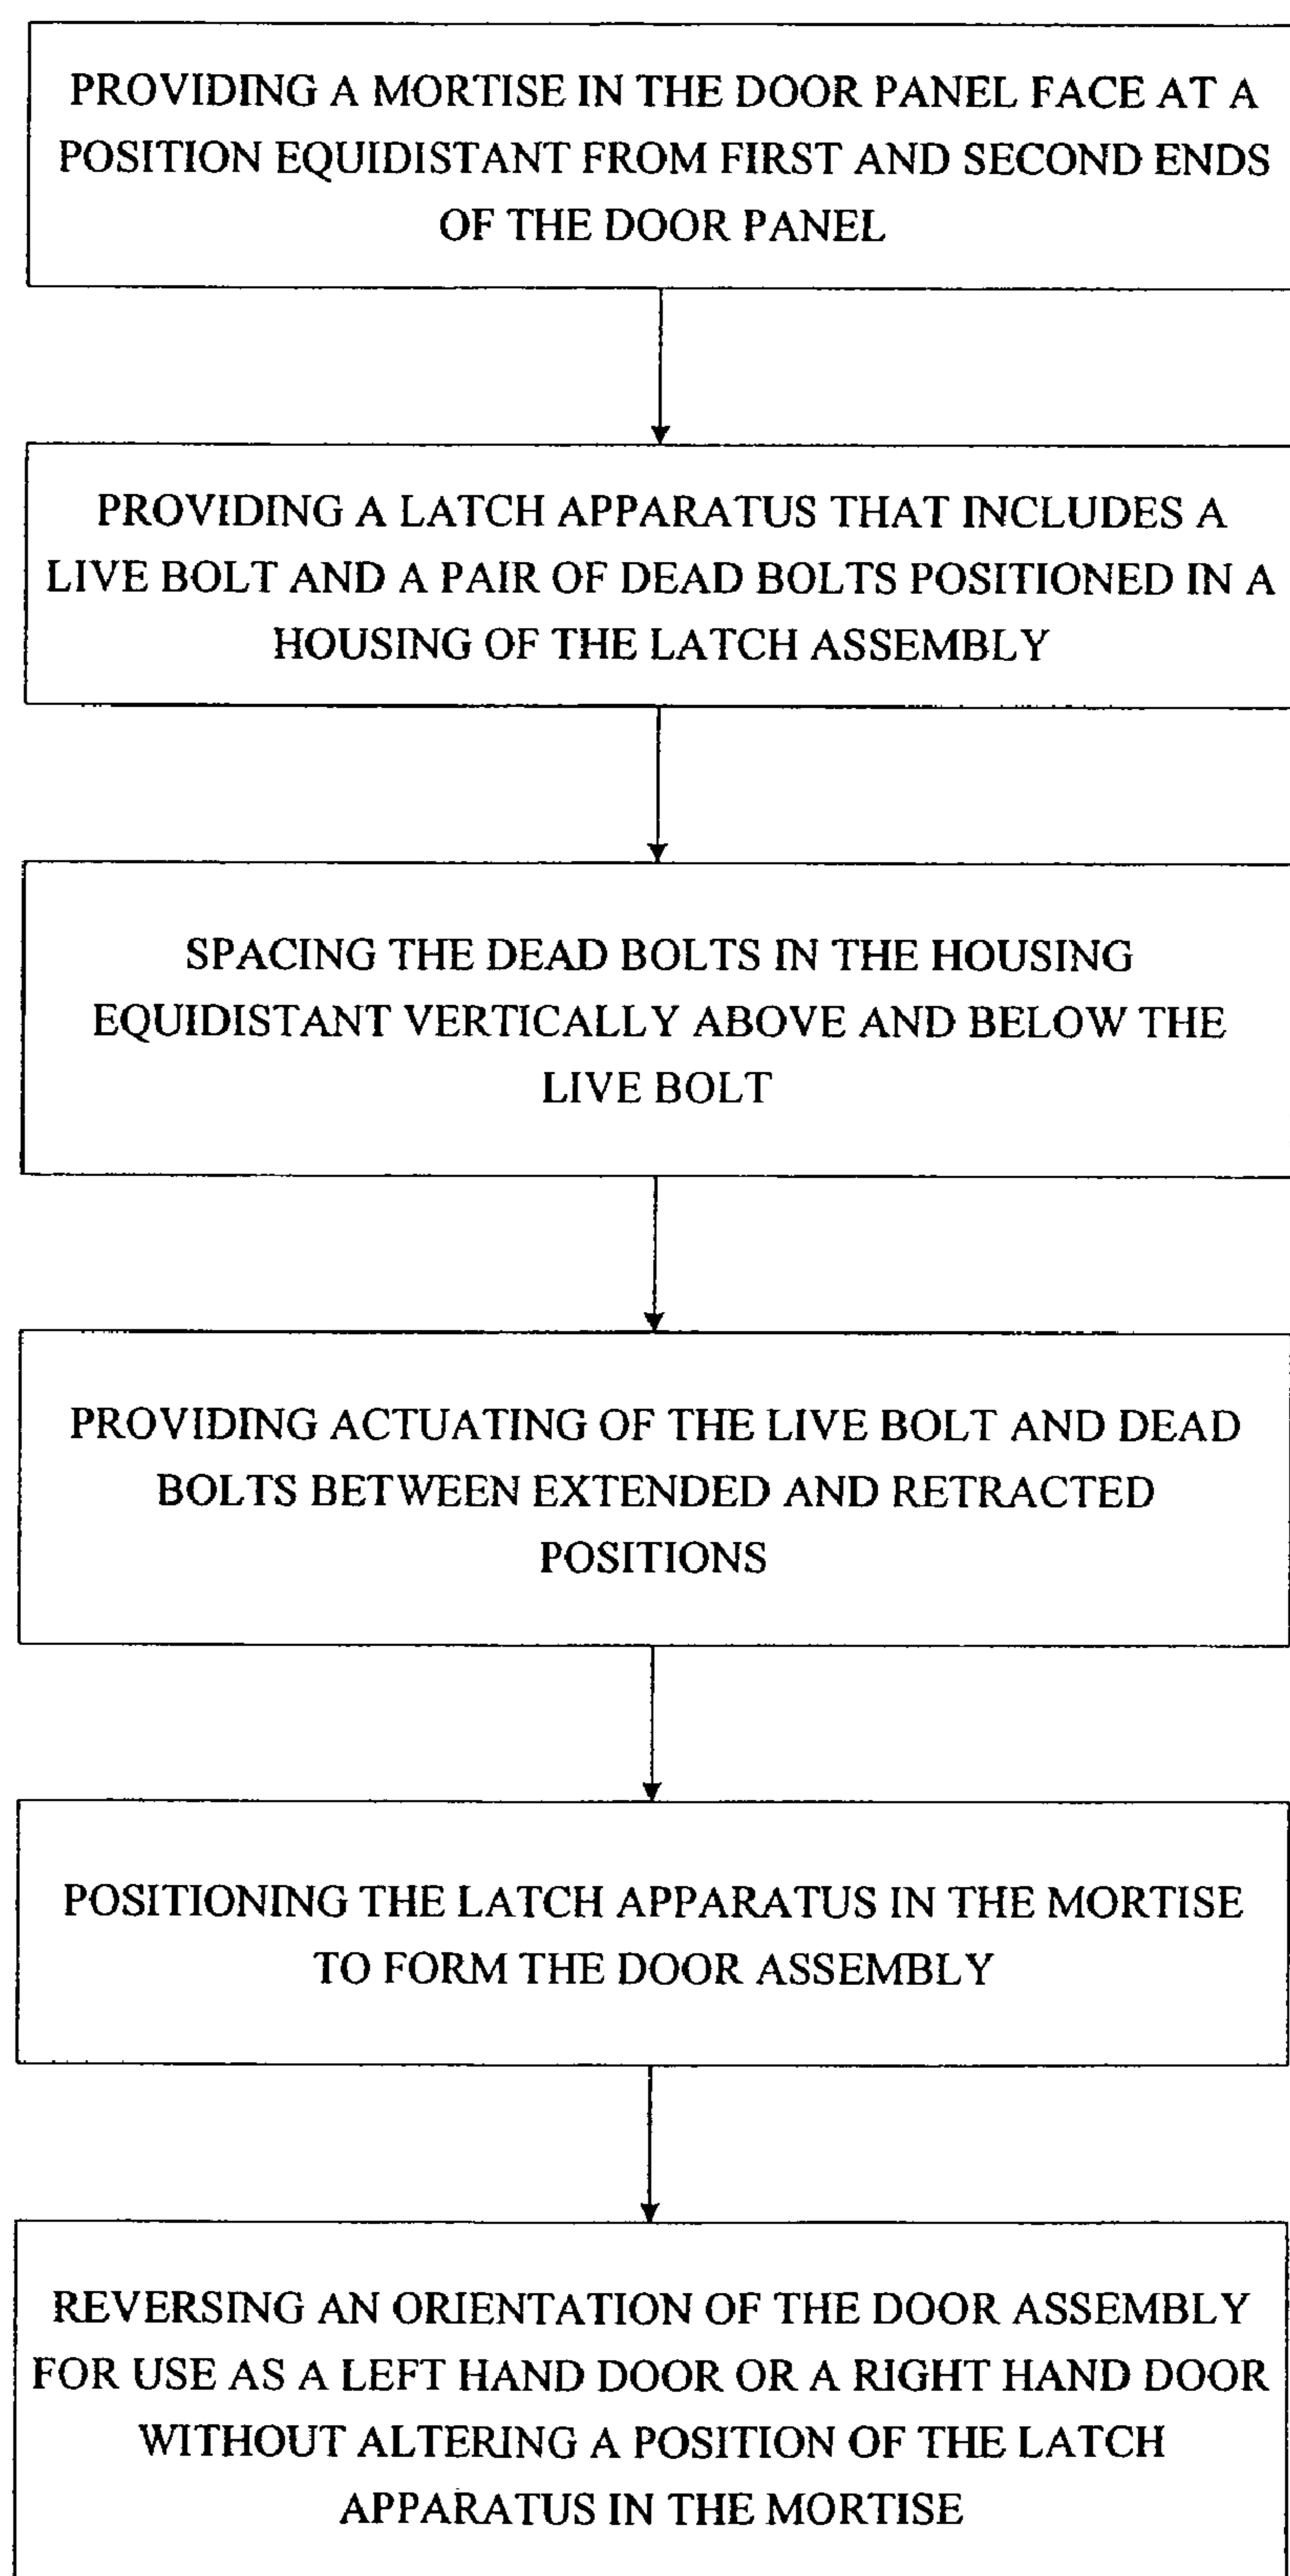 PROVIDING A MORTISE IN THE DOOR PANEL FACE AT A
POSITION EQUIDISTANT FROM FIRST AND SECOND ENDS
OF THE DOOR PANEL
PROVIDING A LATCH APPARATUS THAT INCLUDES A
LIVE BOLT AND A PAIR OF DEAD BOLTS POSITIONED IN A
HOUSING OF THE LATCH ASSEMBLY
SPACING THE DEAD BOLTS IN THE HOUSING
EQUIDISTANT VERTICALLY ABOVE AND BELOW THE
LIVE BOLT
PROVIDING ACTUATING OF THE LIVE BOLT AND DEAD
BOLTS BETWEEN EXTENDED AND RETRACTED
POSITIONS
POSITIONING THE LATCH APPARATUS IN THE MORTISE
TO FORM THE DOOR ASSEMBLY
REVERSING AN ORIENTATION OF THE DOOR ASSEMBLY
FOR USE AS A LEFT HAND DOOR OR A RIGHT HAND DOOR
WITHOUT ALTERING A POSITION OF THE LATCH
APPARATUS IN THE MORTISE